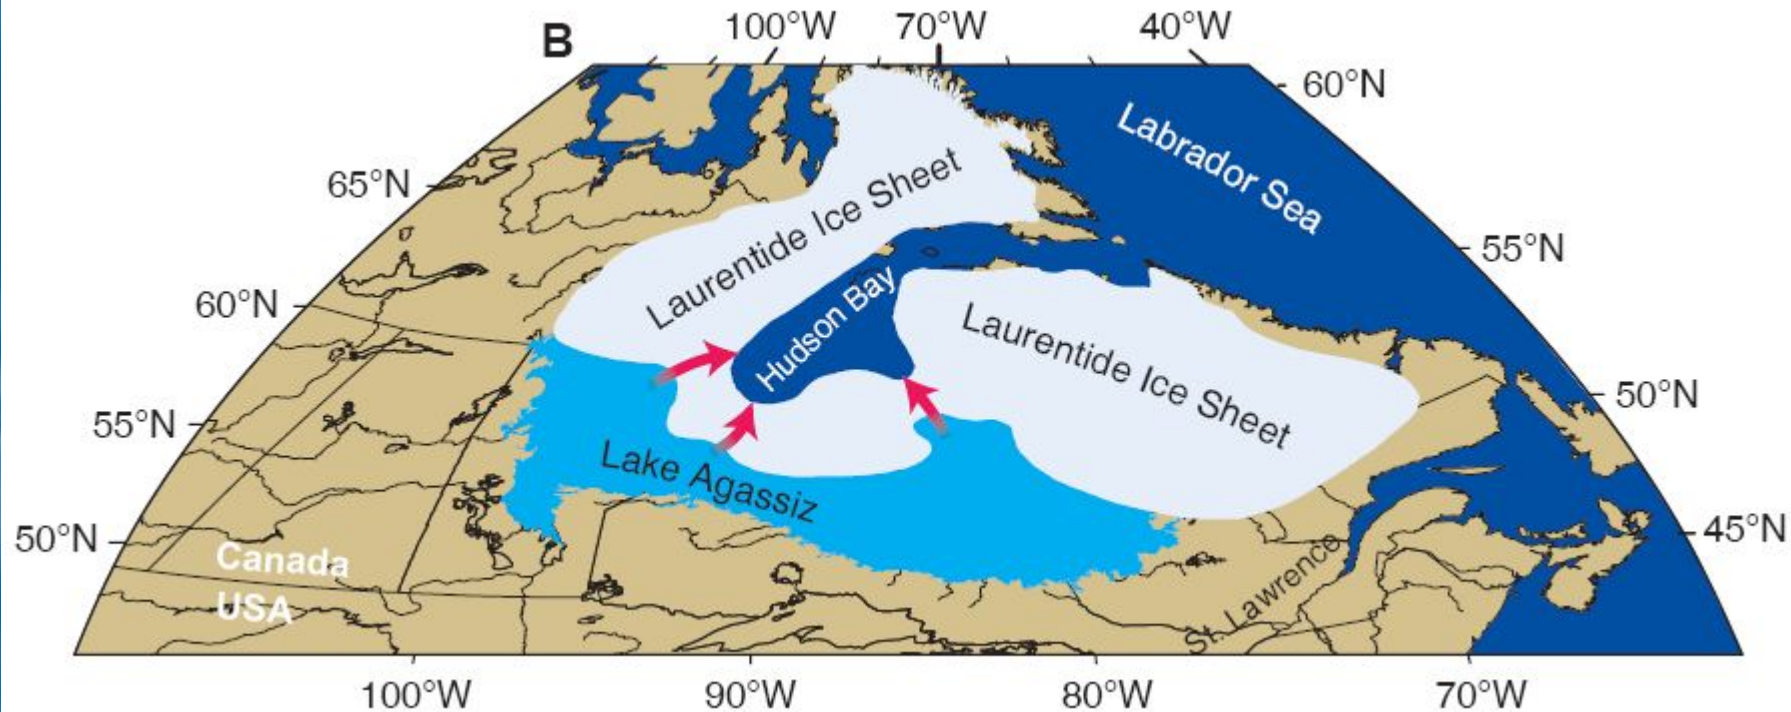 B
100°W
70°W
40°W
60°N
Labrador Sea
65°N
Laurentide Ice Sheet
55°N
60°N
Hudson Bay
Laurentide Ice Sheet
50°N
55°N
Lake Agassiz
50°N
45°N
Canada
USA
St. Lawrence
100°W
90°W
80°W
70°W